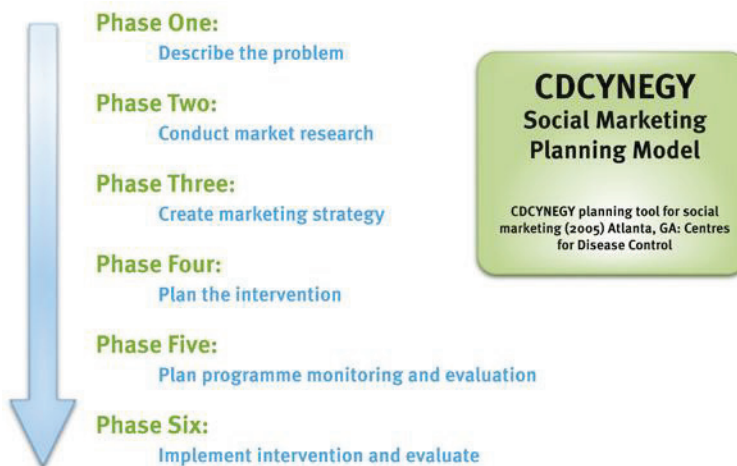 Phase One:
Describe the problem
Phase Two:
Conduct market research
Phase Three:
Create marketing strategy
Phase Four:
Plan the intervention
Phase Five:
Plan programme monitoring and evaluation
Phase Six:
Implement intervention and evaluate
CDCYNEGY
Social Marketing
Planning Model
CDCYNEGY planning tool for social
marketing (2005) Atlanta, GA: Centres
for Disease Control